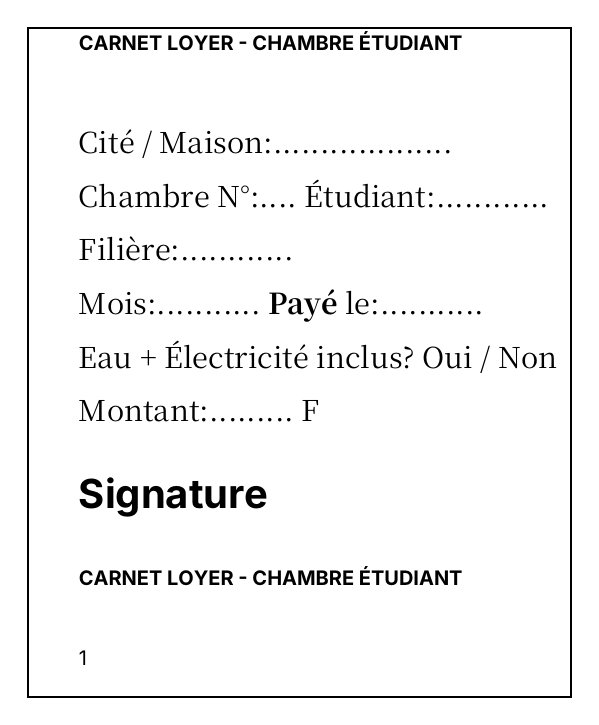 CARNET LOYER - CHAMBRE ÉTUDIANT
Cité / Maison:...................
Chambre N°:.... Étudiant:............
Filière:............
Mois:........... Payé le:...........
Eau + Électricité inclus? Oui / Non
Montant:......... F
Signature
CARNET LOYER - CHAMBRE ÉTUDIANT
1